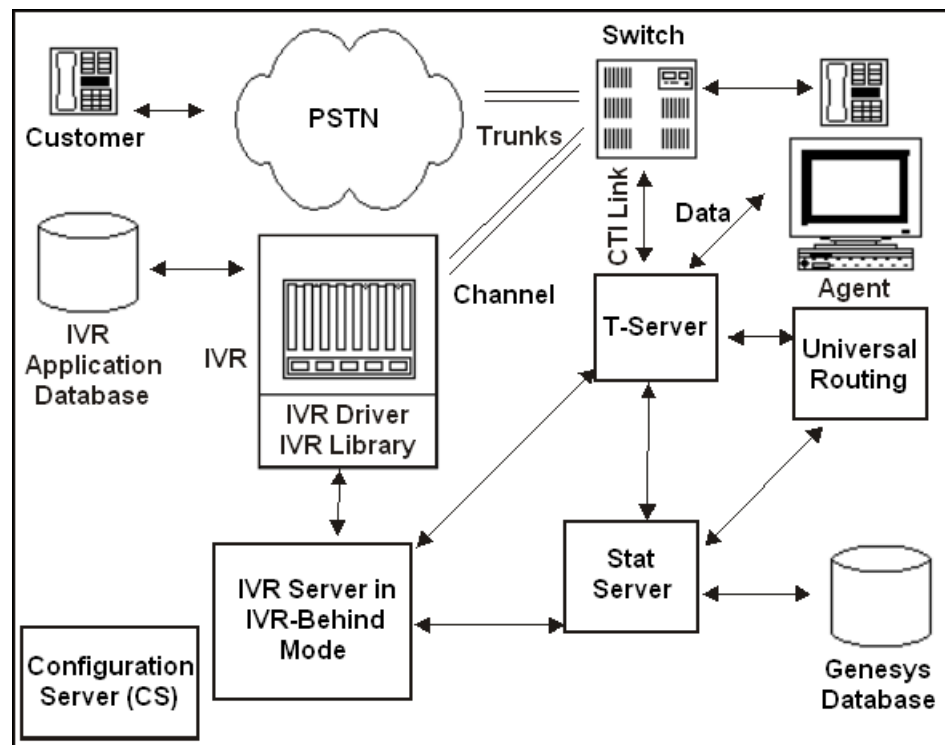 Switch
PSTN
Customer
Trunks
CTI Link
Data
Agent
Channel
T-Server
Universal
Routing
IVR
Application
Database
IVR
IVR Driver
IVR Library
IVR Server in
IVR-Behind
Mode
Stat
Server
Configuration
Server (CS)
Genesys
Database